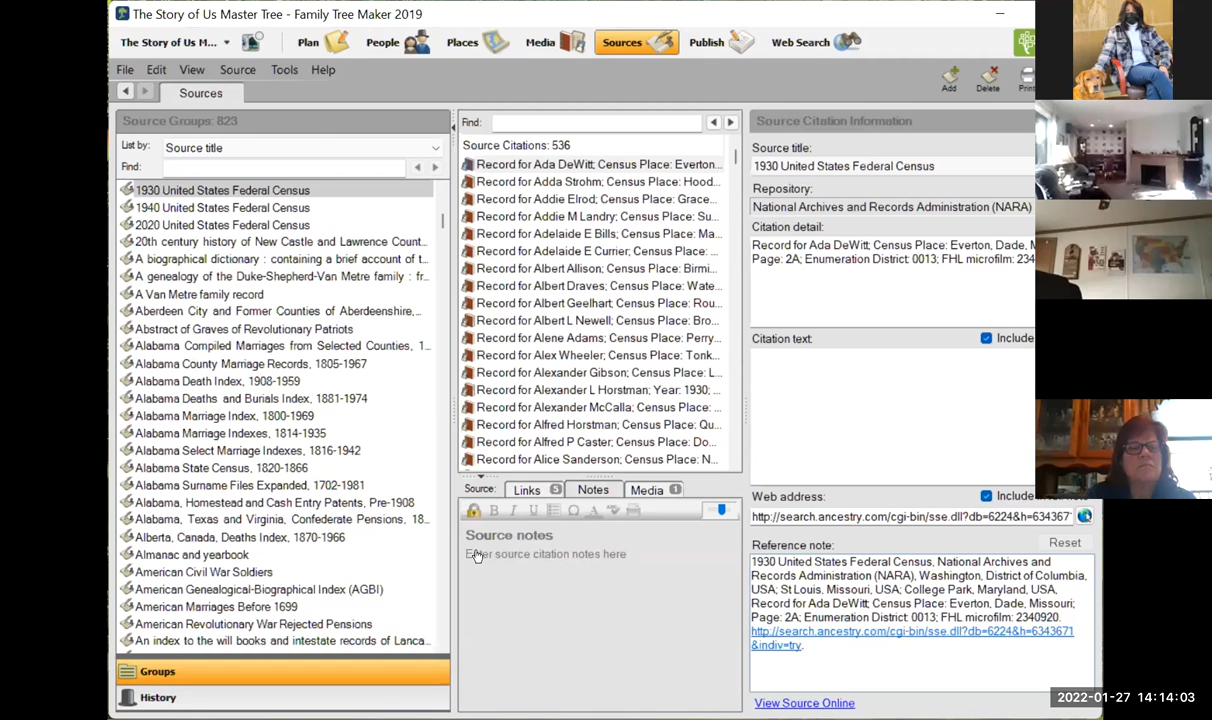 The Story of Us Master Tree - Family Tree Maker 2019
The Story of Us M... Plan People Places Media Sources Publish Web Search
File Edit View Source Tools Help
Add Delete Prin
Sources
Source Groups: 823
List by: Source title
Find:
1930 United States Federal Census
1940 United States Federal Census
2020 United States Federal Census
20th century history of New Castle and Lawrence Count...
A biographical dictionary : containing a brief account of t...
A genealogy of the Duke-Shepherd-Van Metre family : fr...
A Van Metre family record
Aberdeen City and Former Counties of Aberdeenshire,...
Abstract of Graves of Revolutionary Patriots
Alabama Compiled Marriages from Selected Counties, 1...
Alabama County Marriage Records, 1805-1967
Alabama Death Index, 1908-1959
Alabama Deaths and Burials Index, 1881-1974
Alabama Marriage Index, 1800-1969
Alabama Marriage Indexes, 1814-1935
Alabama Select Marriage Indexes, 1816-1942
Alabama State Census, 1820-1866
Alabama Surname Files Expanded, 1702-1981
Alabama, Homestead and Cash Entry Patents, Pre-1908
Alabama, Texas and Virginia, Confederate Pensions, 18...
Alberta, Canada, Deaths Index, 1870-1966
Almanac and yearbook
American Civil War Soldiers
American Genealogical-Biographical Index (AGBI)
American Marriages Before 1699
American Revolutionary War Rejected Pensions
An index to the will books and intestate records of Lanca...
Groups
History
Find:
Source Citations: 536
Record for Ada DeWitt; Census Place: Everton...
Record for Adda Strohm; Census Place: Hood...
Record for Addie Elrod; Census Place: Grace...
Record for Addie M Landry; Census Place: Su...
Record for Adelaide E Bills; Census Place: Ma...
Record for Adelaide E Currier; Census Place: ...
Record for Albert Allison; Census Place: Birmi...
Record for Albert Draves; Census Place: Wate...
Record for Albert Geelhart; Census Place: Rou...
Record for Albert L Newell; Census Place: Bro...
Record for Alene Adams; Census Place: Perry...
Record for Alex Wheeler; Census Place: Tonk...
Record for Alexander Gibson; Census Place: L...
Record for Alexander L Horstman; Year: 1930; ...
Record for Alexander McCalla; Census Place: ...
Record for Alfred Horstman; Census Place: Qu...
Record for Alfred P Caster; Census Place: Do...
Record for Alice Sanderson; Census Place: N...
Source: Links 5 Notes Media 1
B I U
Source notes
Enter source citation notes here
Source Citation Information
Source title:
1930 United States Federal Census
Repository:
National Archives and Records Administration (NARA)
Citation detail:
Record for Ada DeWitt; Census Place: Everton, Dade, M
Page: 2A; Enumeration District: 0013; FHL microfilm: 234
Citation text: Include
Web address: Include
http://search.ancestry.com/cgi-bin/sse.dll?db=6224&h=634367
Reference note: Reset
1930 United States Federal Census, National Archives and
Records Administration (NARA), Washington, District of Columbia,
USA; St Louis, Missouri, USA; College Park, Maryland, USA,
Record for Ada DeWitt; Census Place: Everton, Dade, Missouri;
Page: 2A; Enumeration District: 0013; FHL microfilm: 2340920.
http://search.ancestry.com/cgi-bin/sse.dll?db=6224&h=6343671
&indiv=try.
View Source Online
2022-01-27 14:14:03